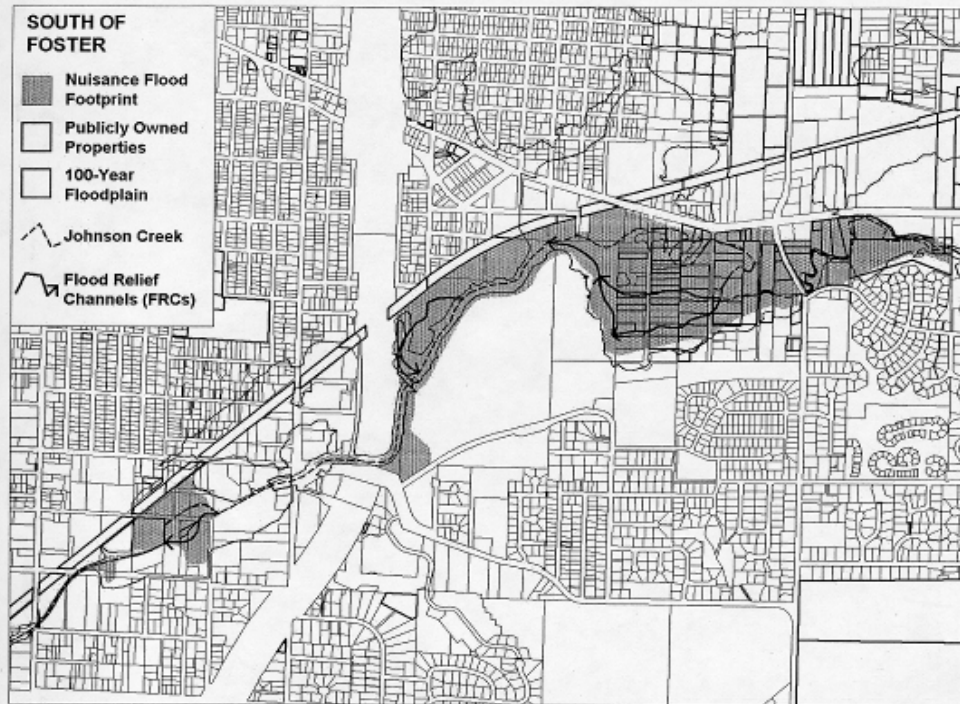 SOUTH OF
FOSTER
Nuisance Flood
Footprint
Publicly Owned
Properties
100-Year
Floodplain
Johnson Creek
Flood Relief
Channels (FRCs)